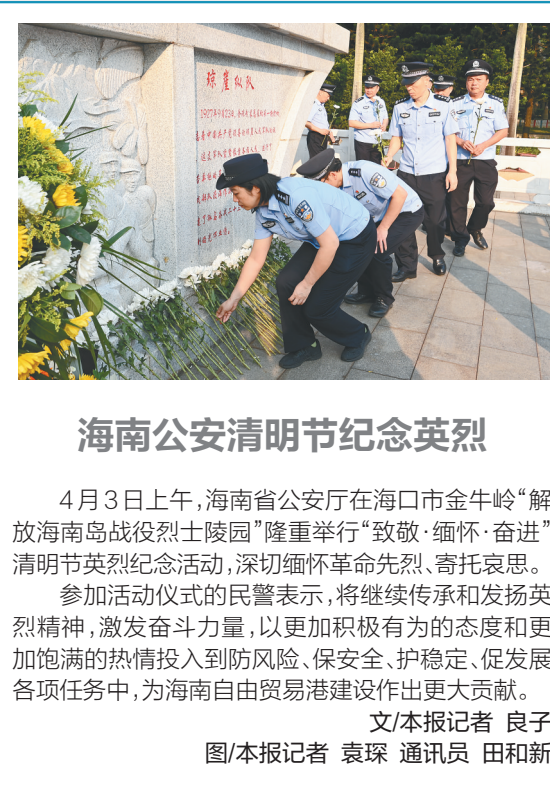 琼崖纵队
海南公安清明节纪念英烈
4月3日上午,海南省公安厅在海口市金牛岭“解
放海南岛战役烈士陵园”隆重举行“致敬·缅怀·奋进”
清明节英烈纪念活动,深切缅怀革命先烈、寄托哀思。
参加活动仪式的民警表示,将继续传承和发扬英
烈精神,激发奋斗力量,以更加积极有为的态度和更
加饱满的热情投入到防风险、保安全、护稳定、促发展
各项任务中,为海南自由贸易港建设作出更大贡献。
文/本报记者 良子
图/本报记者 袁琛 通讯员 田和新